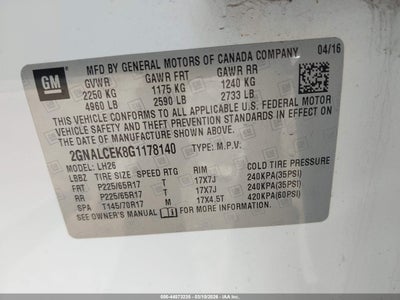 GM
MFD BY GENERAL MOTORS OF CANADA COMPANY 04/16
GVWR GAWR FRT GAWR RR
2250 KG 1175 KG 1240 KG
4960 LB 2590 LB 2733 LB
THIS VEHICLE CONFORMS TO ALL APPLICABLE U.S. FEDERAL MOTOR
VEHICLE SAFETY AND THEFT PREVENTION STANDARDS
IN EFFECT ON THE DATE OF MANUFACTURE SHOWN ABOVE.
2GNALCEK8G1178140 TYPE: M.P.V.
MODEL: LH26
LBBZ TIRE SIZE SPEED RTG RIM COLD TIRE PRESSURE
FRT P225/65R17 T 17X7J 240KPA(35PSI)
RR P225/65R17 T 17X7J 240KPA(35PSI)
SPA T145/70R17 M 17X4.5T 420KPA(60PSI)
SEE OWNER'S MANUAL FOR ADDITIONAL INFORMATION.